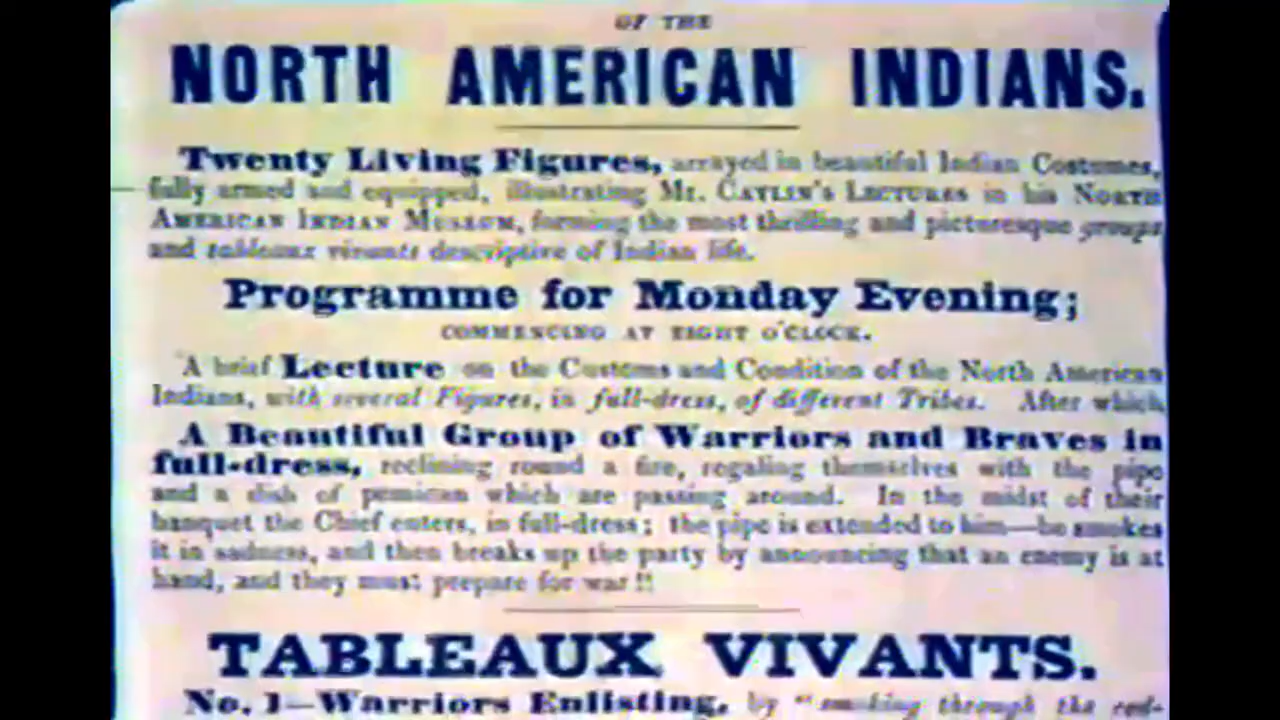 OF THE
NORTH AMERICAN INDIANS.
Twenty Living Figures, arrayed in beautiful Indian Costumes,
fully armed and equipped, illustrating Mr. CATLIN'S LECTURES in his NORTH
AMERICAN INDIAN MUSEUM, forming the most thrilling and picturesque groups
and tableaux vivants descriptive of Indian life.
Programme for Monday Evening;
COMMENCING AT EIGHT O'CLOCK.
A brief Lecture on the Customs and Condition of the North American
Indians, with several Figures, in full-dress, of different Tribes. After which
A Beautiful Group of Warriors and Braves in
full-dress, reclining round a fire, regaling themselves with the pipe
and a dish of pemican which are passing around. In the midst of their
banquet the Chief enters, in full-dress; the pipe is extended to him—he smokes
it in sadness, and then breaks up the party by announcing that an enemy is at
hand, and they must prepare for war!!
TABLEAUX VIVANTS.
No. 1—Warriors Enlisting, by "smoking through the red-